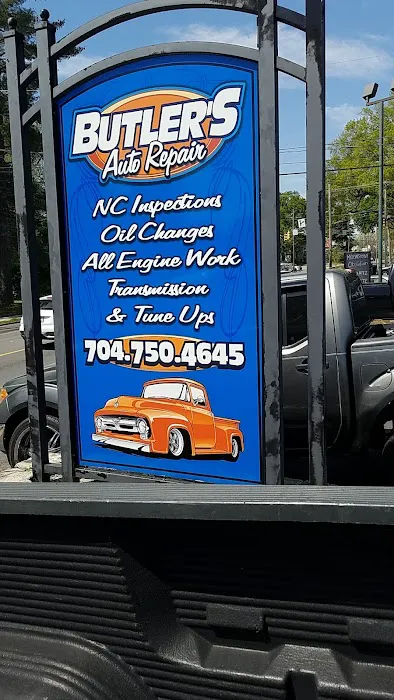 BUTLER'S
Auto Repair
NC Inspections
Oil Changes
All Engine Work
Transmission
& Tune Ups
704.750.4645